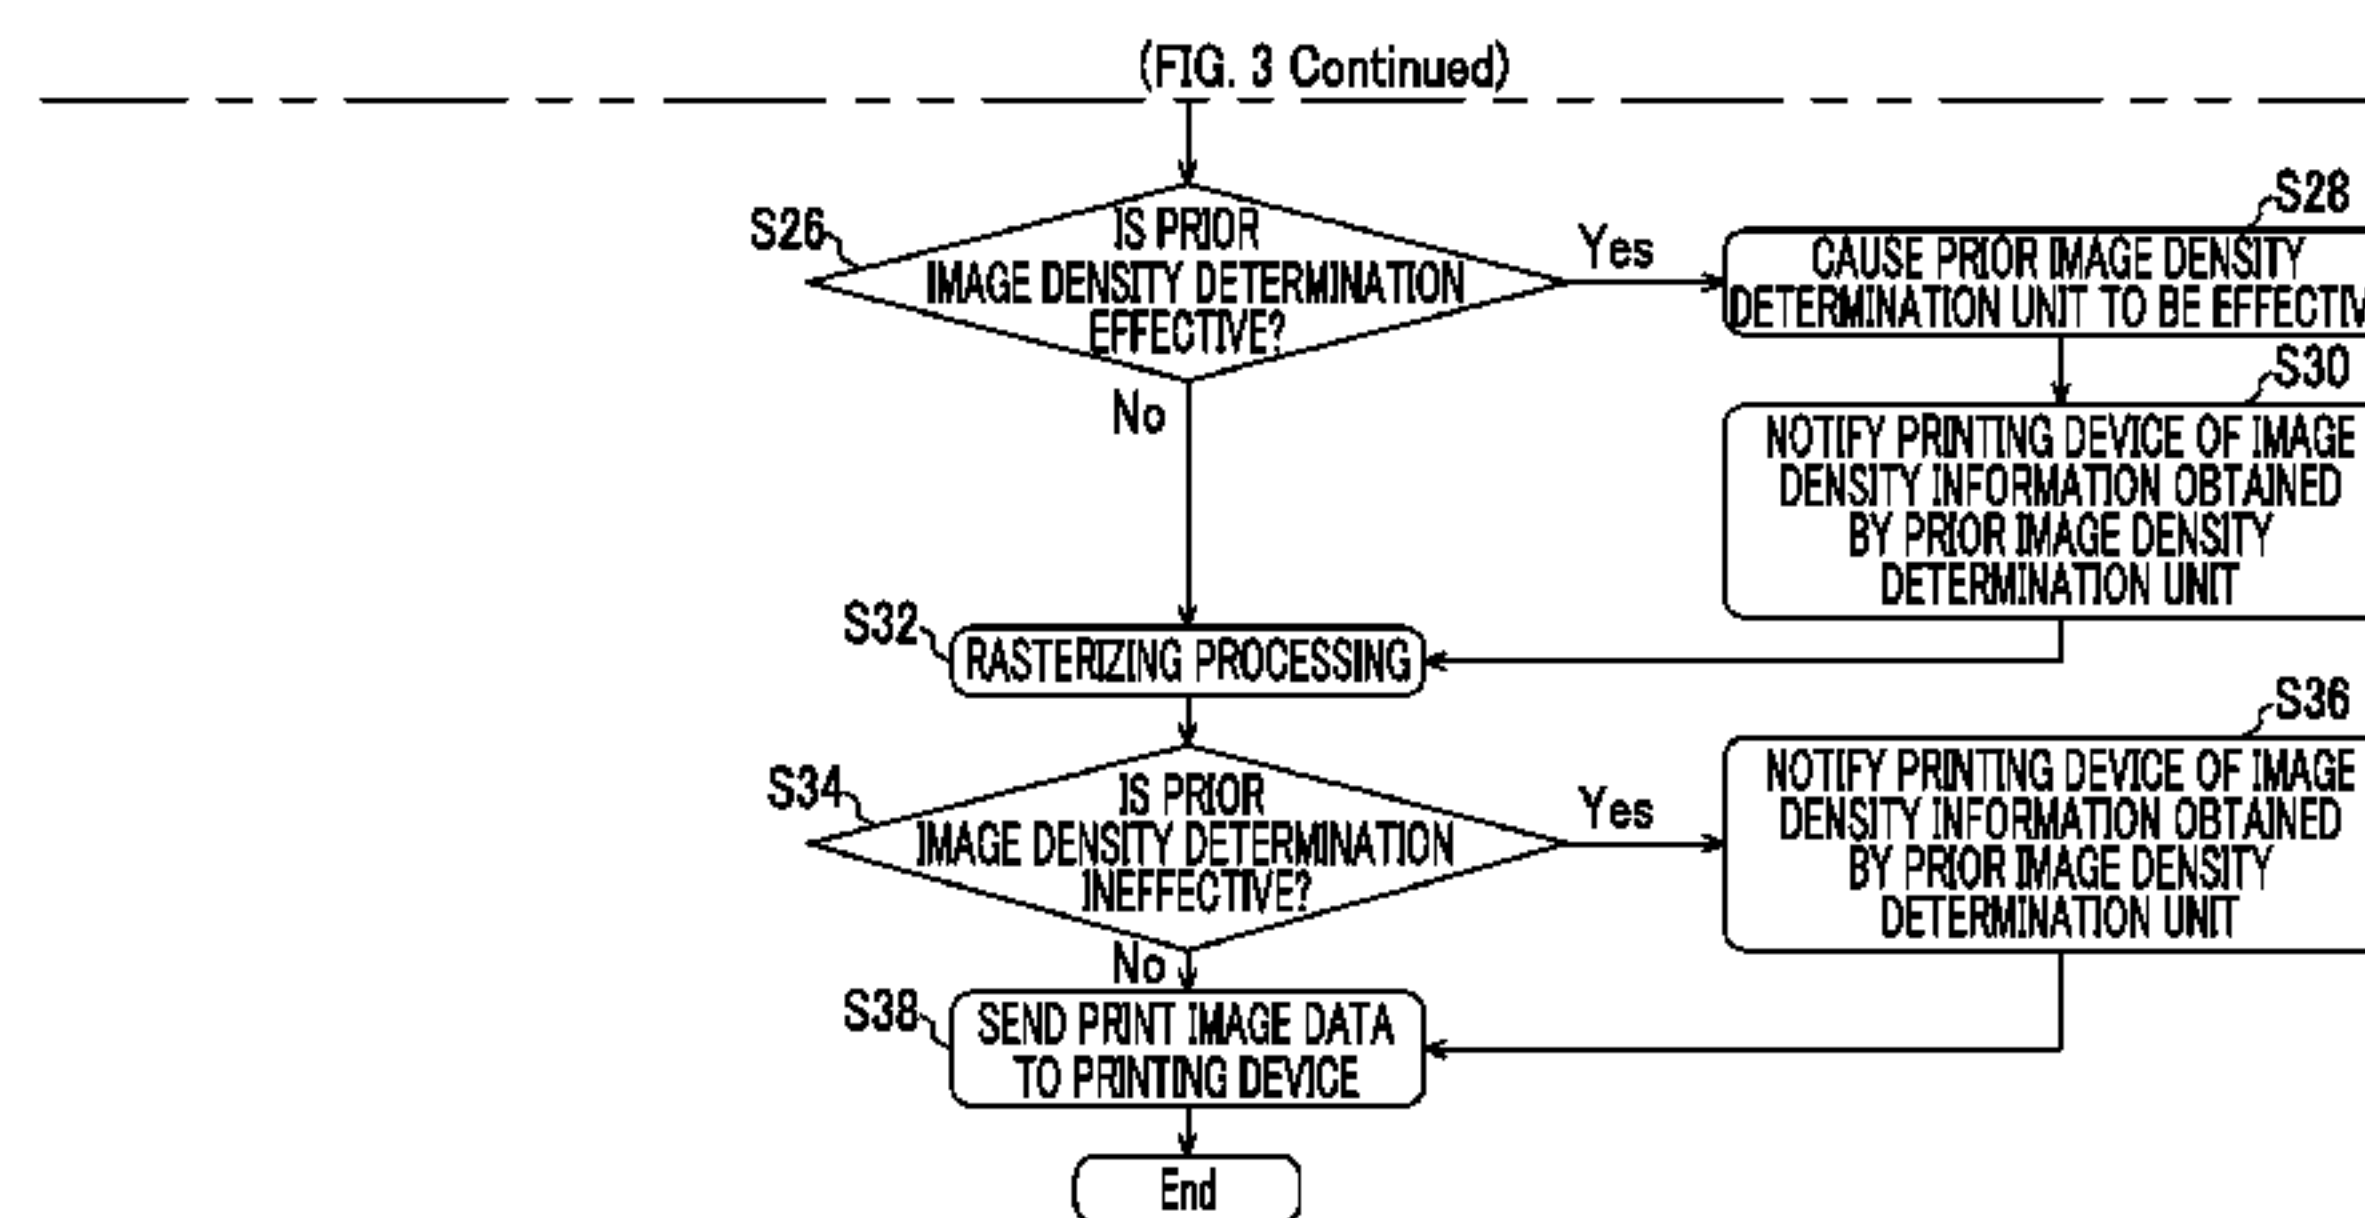 (FIG. 3 Continued)
S26
IS PRIOR
IMAGE DENSITY DETERMINATION
EFFECTIVE?
Yes
No
S28
CAUSE PRIOR IMAGE DENSITY
DETERMINATION UNIT TO BE EFFECTIV
S30
NOTIFY PRINTING DEVICE OF IMAGE
DENSITY INFORMATION OBTAINED
BY PRIOR IMAGE DENSITY
DETERMINATION UNIT
S32
RASTERIZING PROCESSING
S34
IS PRIOR
IMAGE DENSITY DETERMINATION
INEFFECTIVE?
Yes
No
S36
NOTIFY PRINTING DEVICE OF IMAGE
DENSITY INFORMATION OBTAINED
BY PRIOR IMAGE DENSITY
DETERMINATION UNIT
S38
SEND PRINT IMAGE DATA
TO PRINTING DEVICE
End